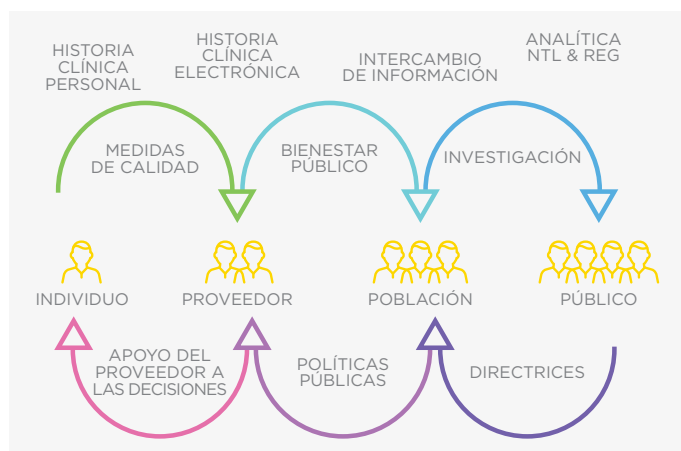 HISTORIA
CLÍNICA
PERSONAL
HISTORIA
CLÍNICA
ELECTRÓNICA
INTERCAMBIO
DE INFORMACIÓN
ANALÍTICA
NTL & REG
MEDIDAS
DE CALIDAD
BIENESTAR
PÚBLICO
INVESTIGACIÓN
INDIVIDUO
PROVEEDOR
POBLACIÓN
PÚBLICO
APOYO DEL
PROVEEDOR A
LAS DECISIONES
POLÍTICAS
PÚBLICAS
DIRECTRICES